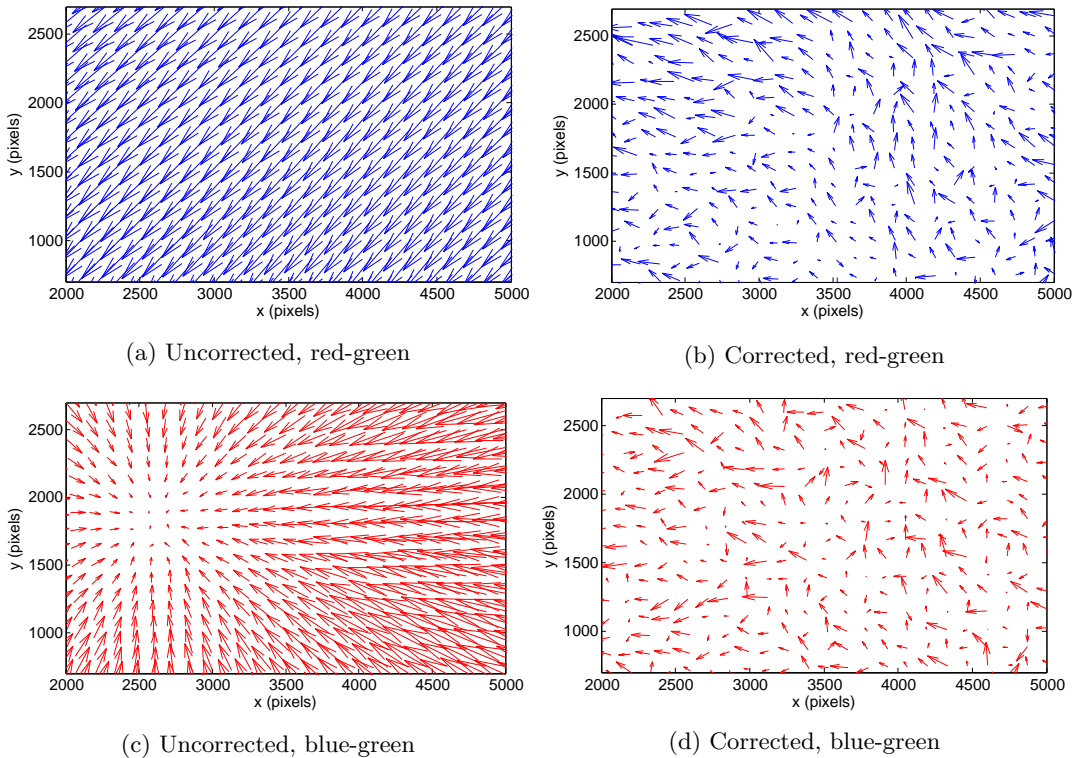 2500
2000
1500
1000
y (pixels)
2000 2500 3000 3500 4000 4500 5000
x (pixels)
(a) Uncorrected, red-green
2500
2000
1500
1000
y (pixels)
2000 2500 3000 3500 4000 4500 5000
x (pixels)
(b) Corrected, red-green
2500
2000
1500
1000
y (pixels)
2000 2500 3000 3500 4000 4500 5000
x (pixels)
(c) Uncorrected, blue-green
2500
2000
1500
1000
y (pixels)
2000 2500 3000 3500 4000 4500 5000
x (pixels)
(d) Corrected, blue-green